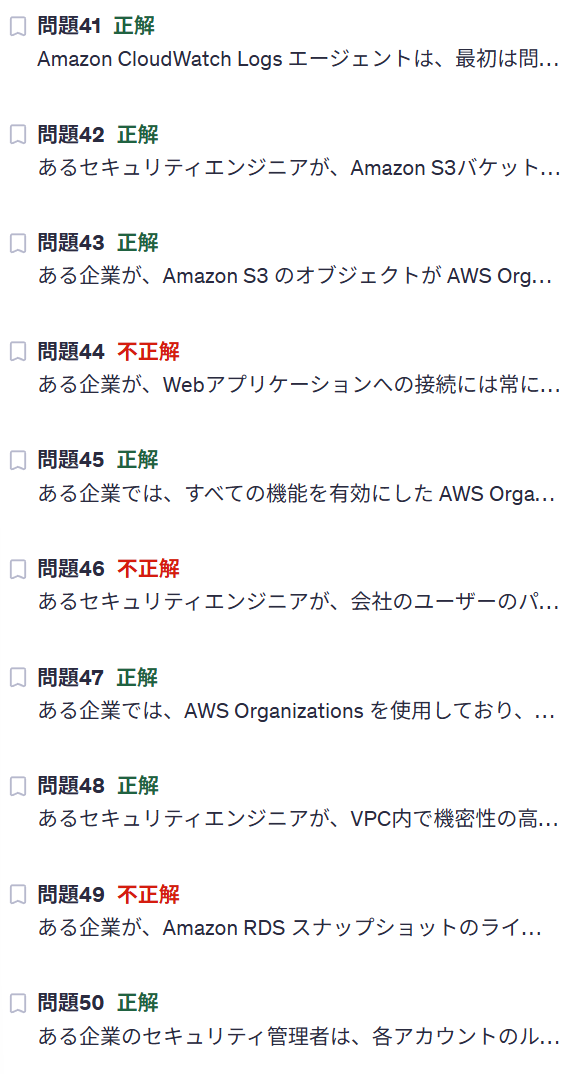 問題41 正解
Amazon CloudWatch Logs エージェントは、最初は問…
問題42 正解
あるセキュリティエンジニアが、Amazon S3バケット…
問題43 正解
ある企業が、Amazon S3 のオブジェクトが AWS Org…
問題44 不正解
ある企業が、Webアプリケーションへの接続には常に…
問題45 正解
ある企業では、すべての機能を有効にした AWS Orga…
問題46 不正解
あるセキュリティエンジニアが、会社のユーザーのパ…
問題47 正解
ある企業では、AWS Organizations を使用しており、…
問題48 正解
あるセキュリティエンジニアが、VPC内で機密性の高…
問題49 不正解
ある企業が、Amazon RDS スナップショットのライ…
問題50 正解
ある企業のセキュリティ管理者は、各アカウントのル…